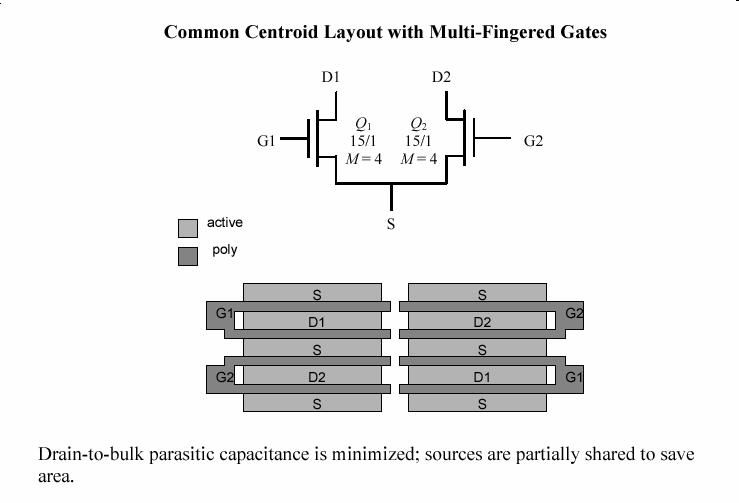 Common Centroid Layout with Multi-Fingered Gates
D1 D2
Q1 Q2
G1 15/1 15/1 G2
M = 4 M = 4
S
active
poly
S S
G1 G2
D1 D2
S S
G2 D2 D1 G1
S S
Drain-to-bulk parasitic capacitance is minimized; sources are partially shared to save
area.